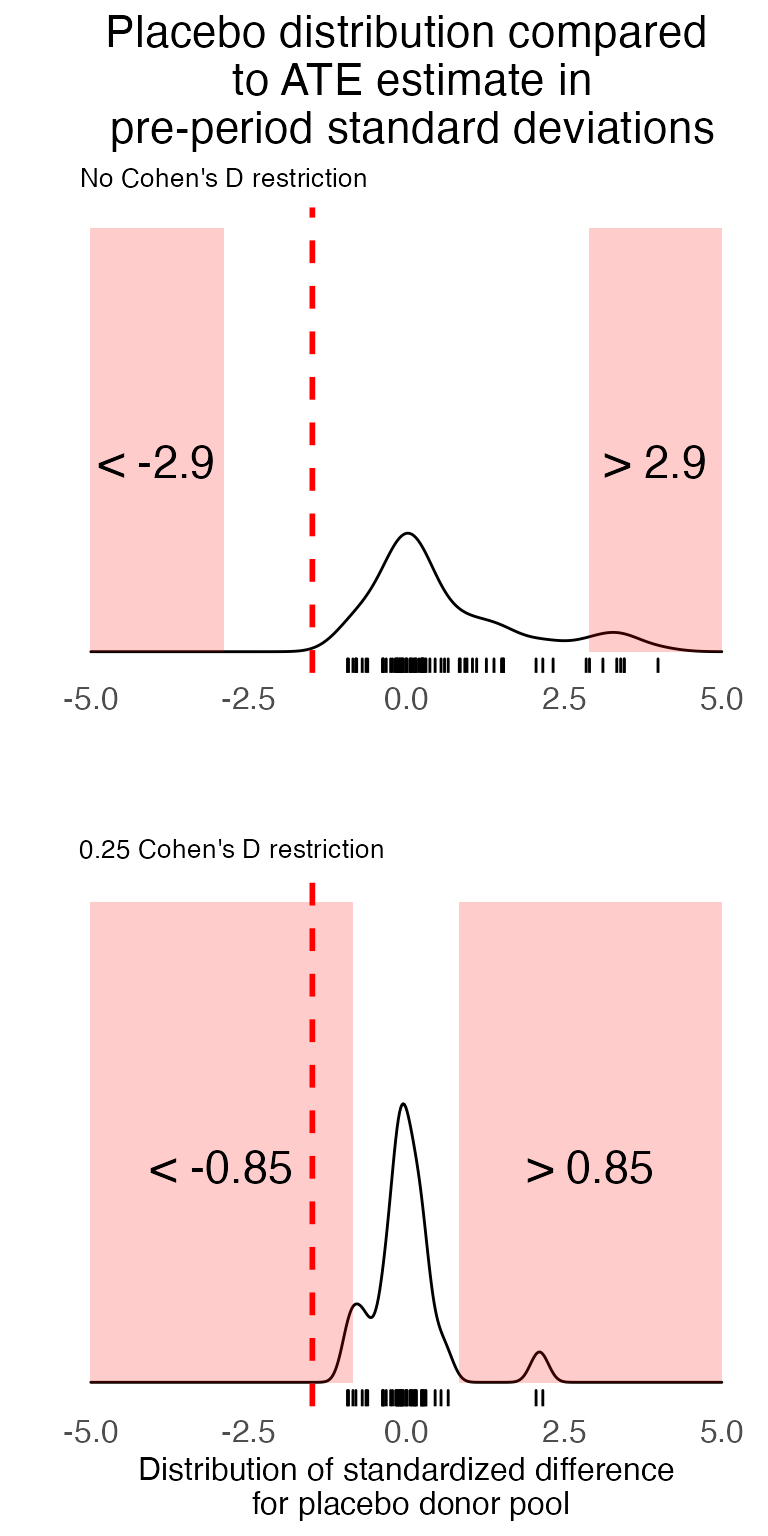 Placebo distribution compared
to ATE estimate in
pre-period standard deviations
No Cohen's D restriction
< -2.9
> 2.9
-5.0 -2.5 0.0 2.5 5.0
0.25 Cohen's D restriction
< -0.85
> 0.85
-5.0 -2.5 0.0 2.5 5.0
Distribution of standardized difference
for placebo donor pool